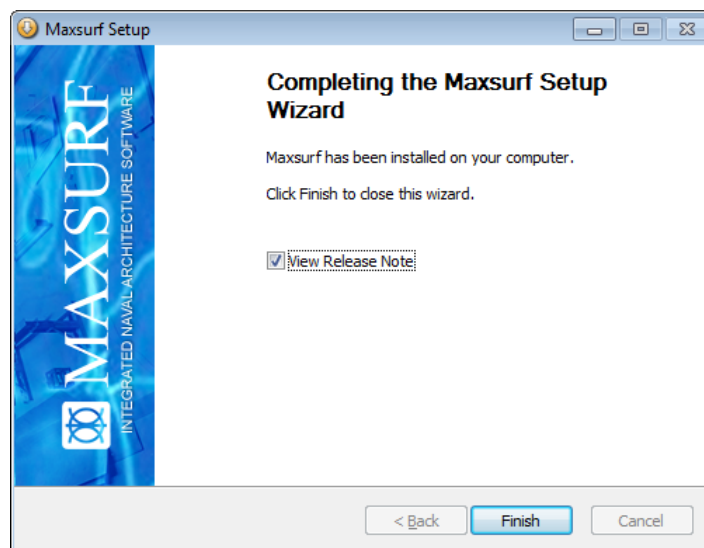 Maxsurf Setup
MAXSURF
INTEGRATED NAVAL ARCHITECTURE SOFTWARE
Completing the Maxsurf Setup
Wizard
Maxsurf has been installed on your computer.
Click Finish to close this wizard.
View Release Note
< Back
Finish
Cancel